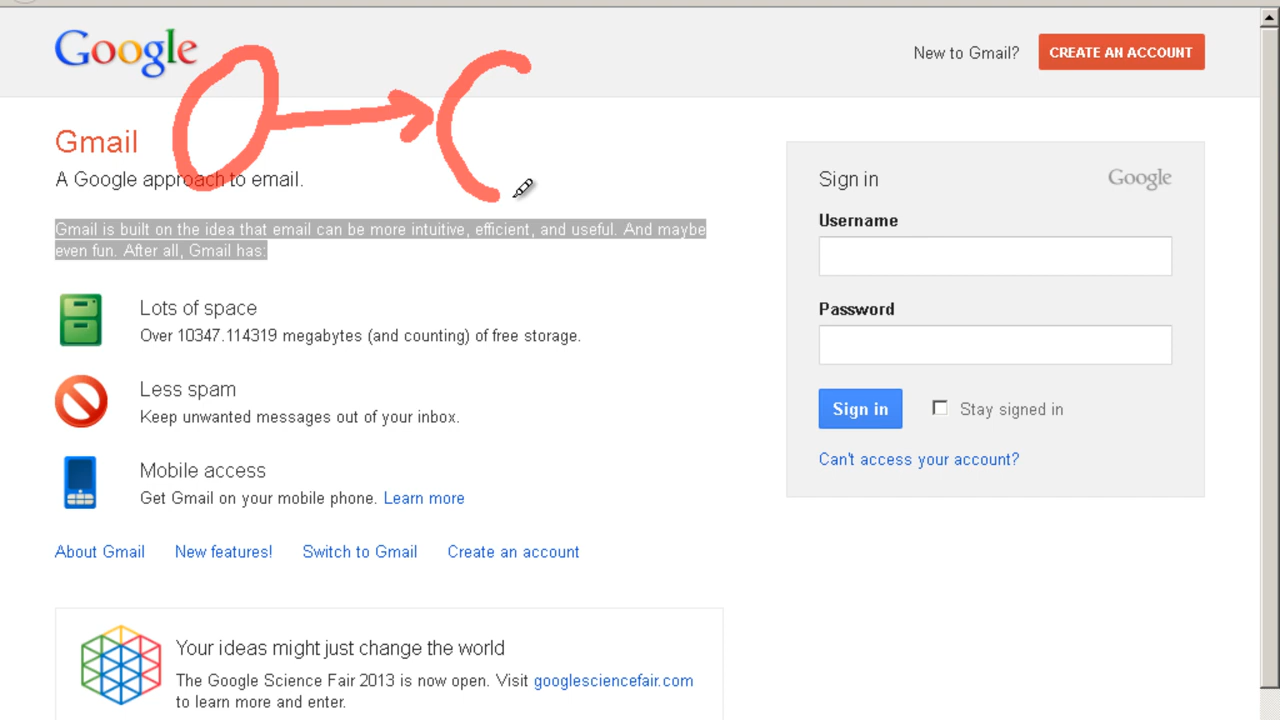 Google
New to Gmail?
CREATE AN ACCOUNT
Gmail
A Google approach to email.
Gmail is built on the idea that email can be more intuitive, efficient, and useful. And maybe
even fun. After all, Gmail has:
Lots of space
Over 10347.114319 megabytes (and counting) of free storage.
Less spam
Keep unwanted messages out of your inbox.
Mobile access
Get Gmail on your mobile phone. Learn more
About Gmail
New features!
Switch to Gmail
Create an account
Your ideas might just change the world
The Google Science Fair 2013 is now open. Visit googlesciencefair.com
to learn more and enter.
Sign in
Google
Username
Password
Sign in
Stay signed in
Can't access your account?